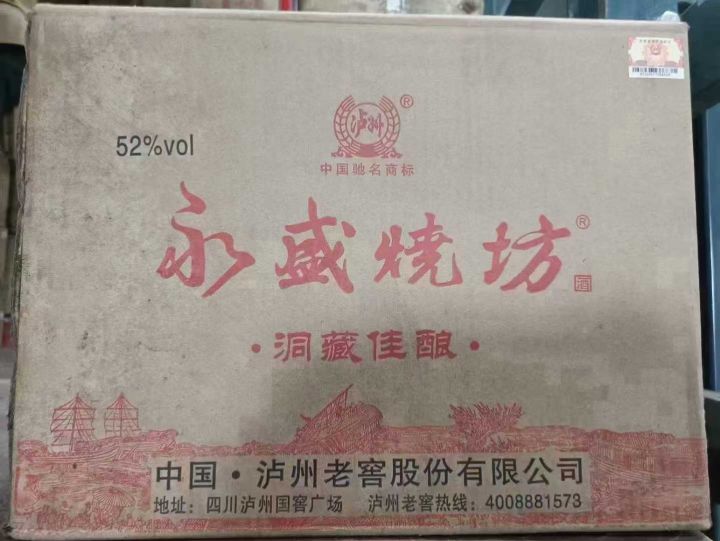 泸州®
52%vol
中国驰名商标
永盛烧坊®
·洞藏佳酿·
中国·泸州老窖股份有限公司
地址:四川泸州国窖广场 泸州老窖热线:4008881573